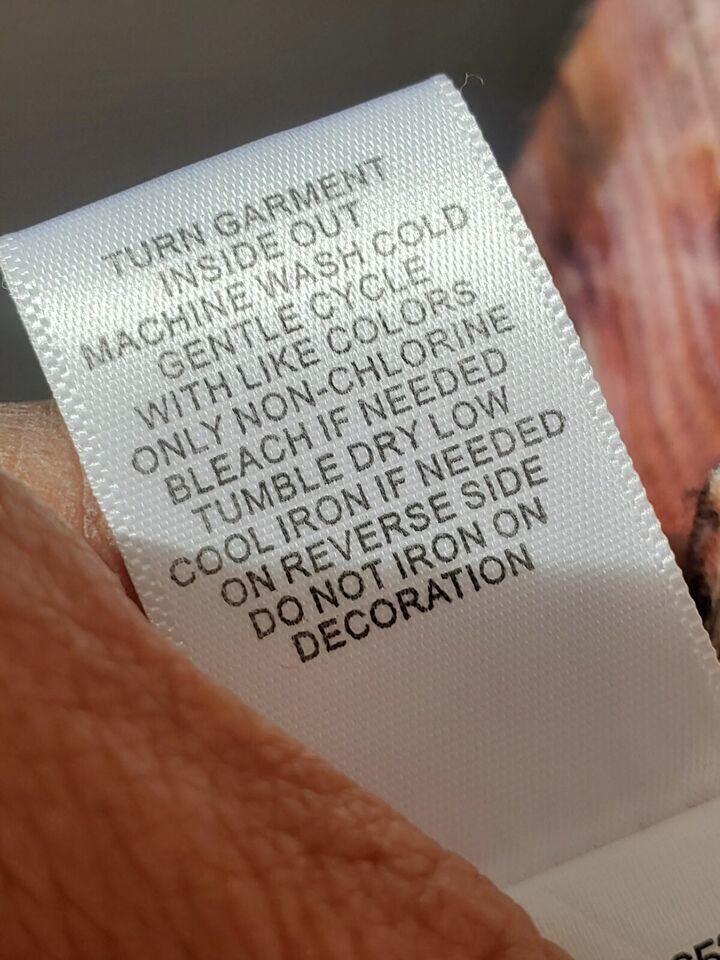 TURN GARMENT
INSIDE OUT
MACHINE WASH COLD
GENTLE CYCLE
WITH LIKE COLORS
ONLY NON-CHLORINE
BLEACH IF NEEDED
TUMBLE DRY LOW
COOL IRON IF NEEDED
ON REVERSE SIDE
DO NOT IRON ON
DECORATION